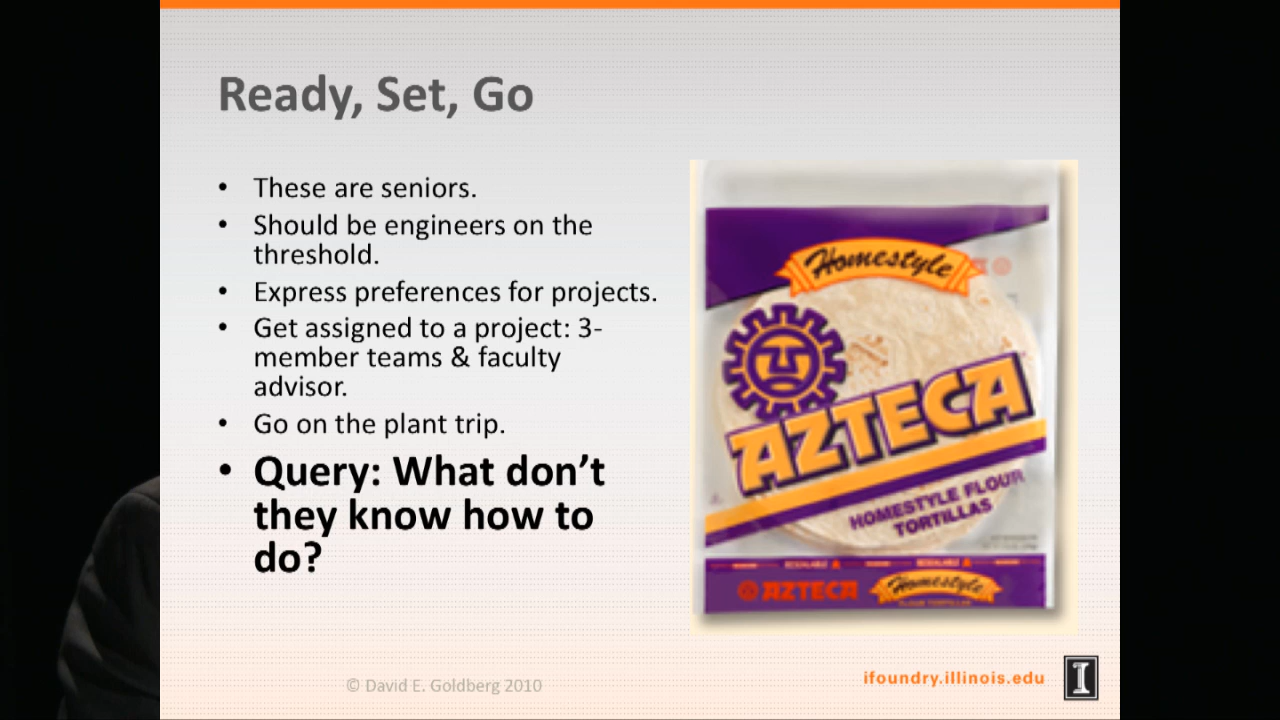 Ready, Set, Go
• These are seniors.
• Should be engineers on the
threshold.
• Express preferences for projects.
• Get assigned to a project: 3-
member teams & faculty
advisor.
• Go on the plant trip.
• Query: What don’t
they know how to
do?
Homestyle
AZTECA
HOMESTYLE FLOUR
TORTILLAS
AZTECA
Homestyle
© David E. Goldberg 2010
ifoundry.illinois.edu
I